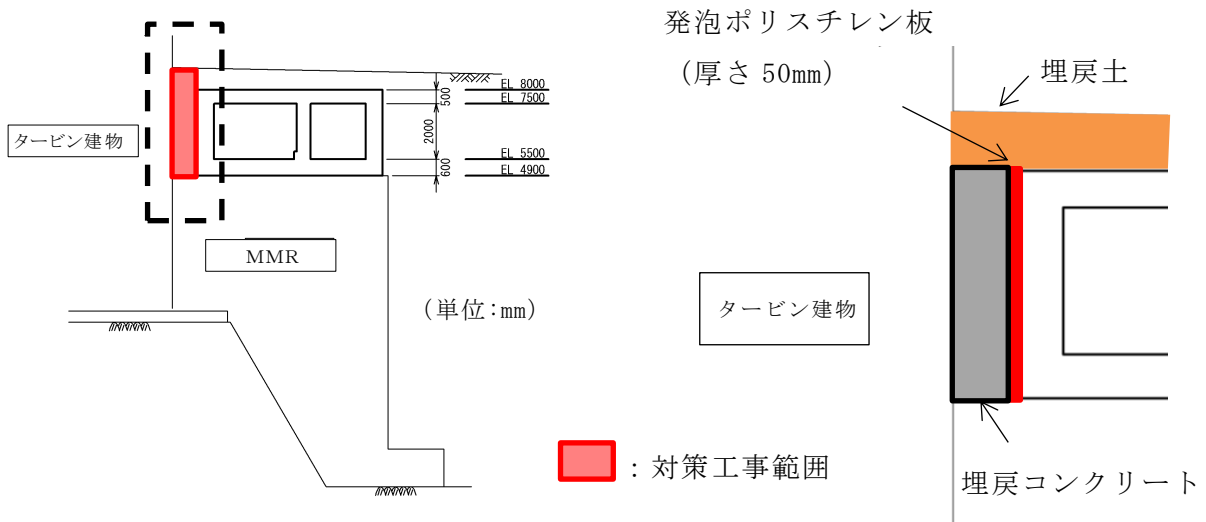 発泡ポリスチレン板
(厚さ 50mm)
埋戻土
EL 8000
500
EL 7500
2000
タービン建物
EL 5500
600
EL 4900
MMR
(単位:mm)
タービン建物
:対策工事範囲
埋戻コンクリート